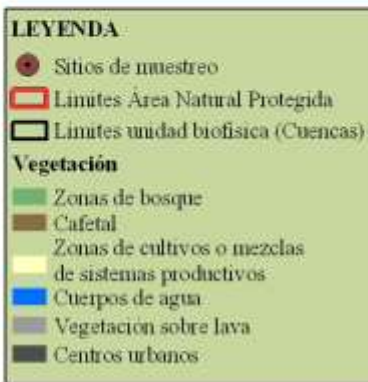 LEYENDA
Sitios de muestreo
Limites Área Natural Protegida
Limites unidad biofisica (Cuencas)
Vegetación
Zonas de bosque
Cafetal
Zonas de cultivos o mezclas
de sistemas productivos
Cuerpos de agua
Vegetación sobre lava
Centros urbanos